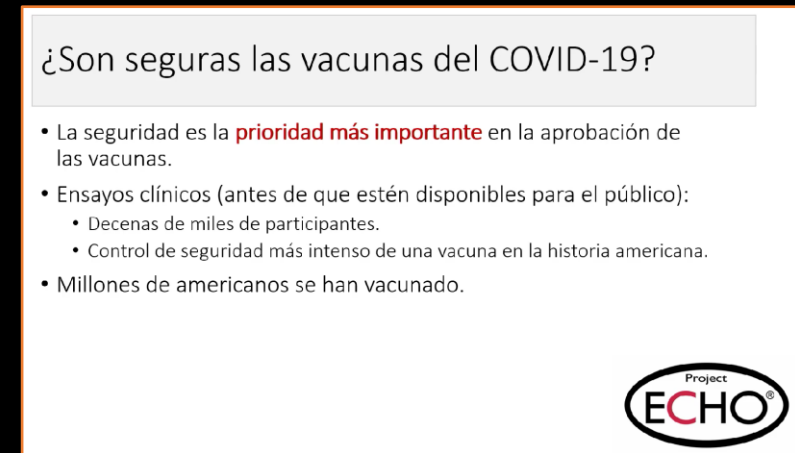 ¿Son seguras las vacunas del COVID-19?
• La seguridad es la prioridad más importante en la aprobación de
las vacunas.
• Ensayos clínicos (antes de que estén disponibles para el público):
• Decenas de miles de participantes.
• Control de seguridad más intenso de una vacuna en la historia americana.
• Millones de americanos se han vacunado.
Project
ECHO®